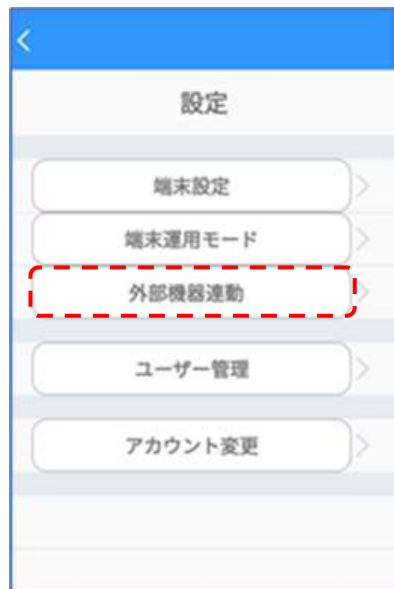 設定
端末設定
端末運用モード
外部機器連動
ユーザー管理
アカウント変更